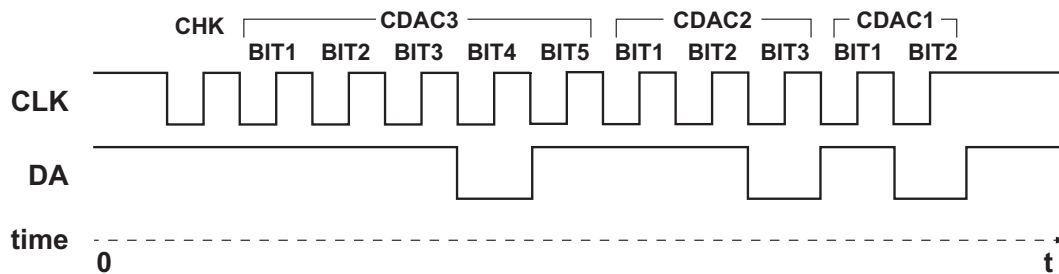 CHK CDAC3 CDAC2 CDAC1
BIT1 BIT2 BIT3 BIT4 BIT5 BIT1 BIT2 BIT3 BIT1 BIT2
CLK
DA
time
0 t